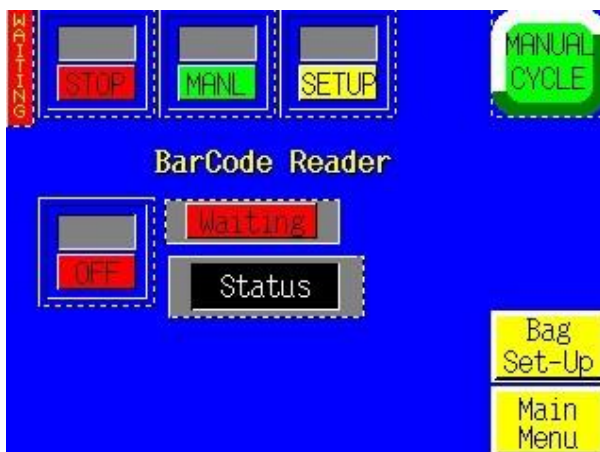 WAITING
STOP
MANL
SETUP
MANUAL
CYCLE
BarCode Reader
Waiting
OFF
Status
Bag
Set-Up
Main
Menu